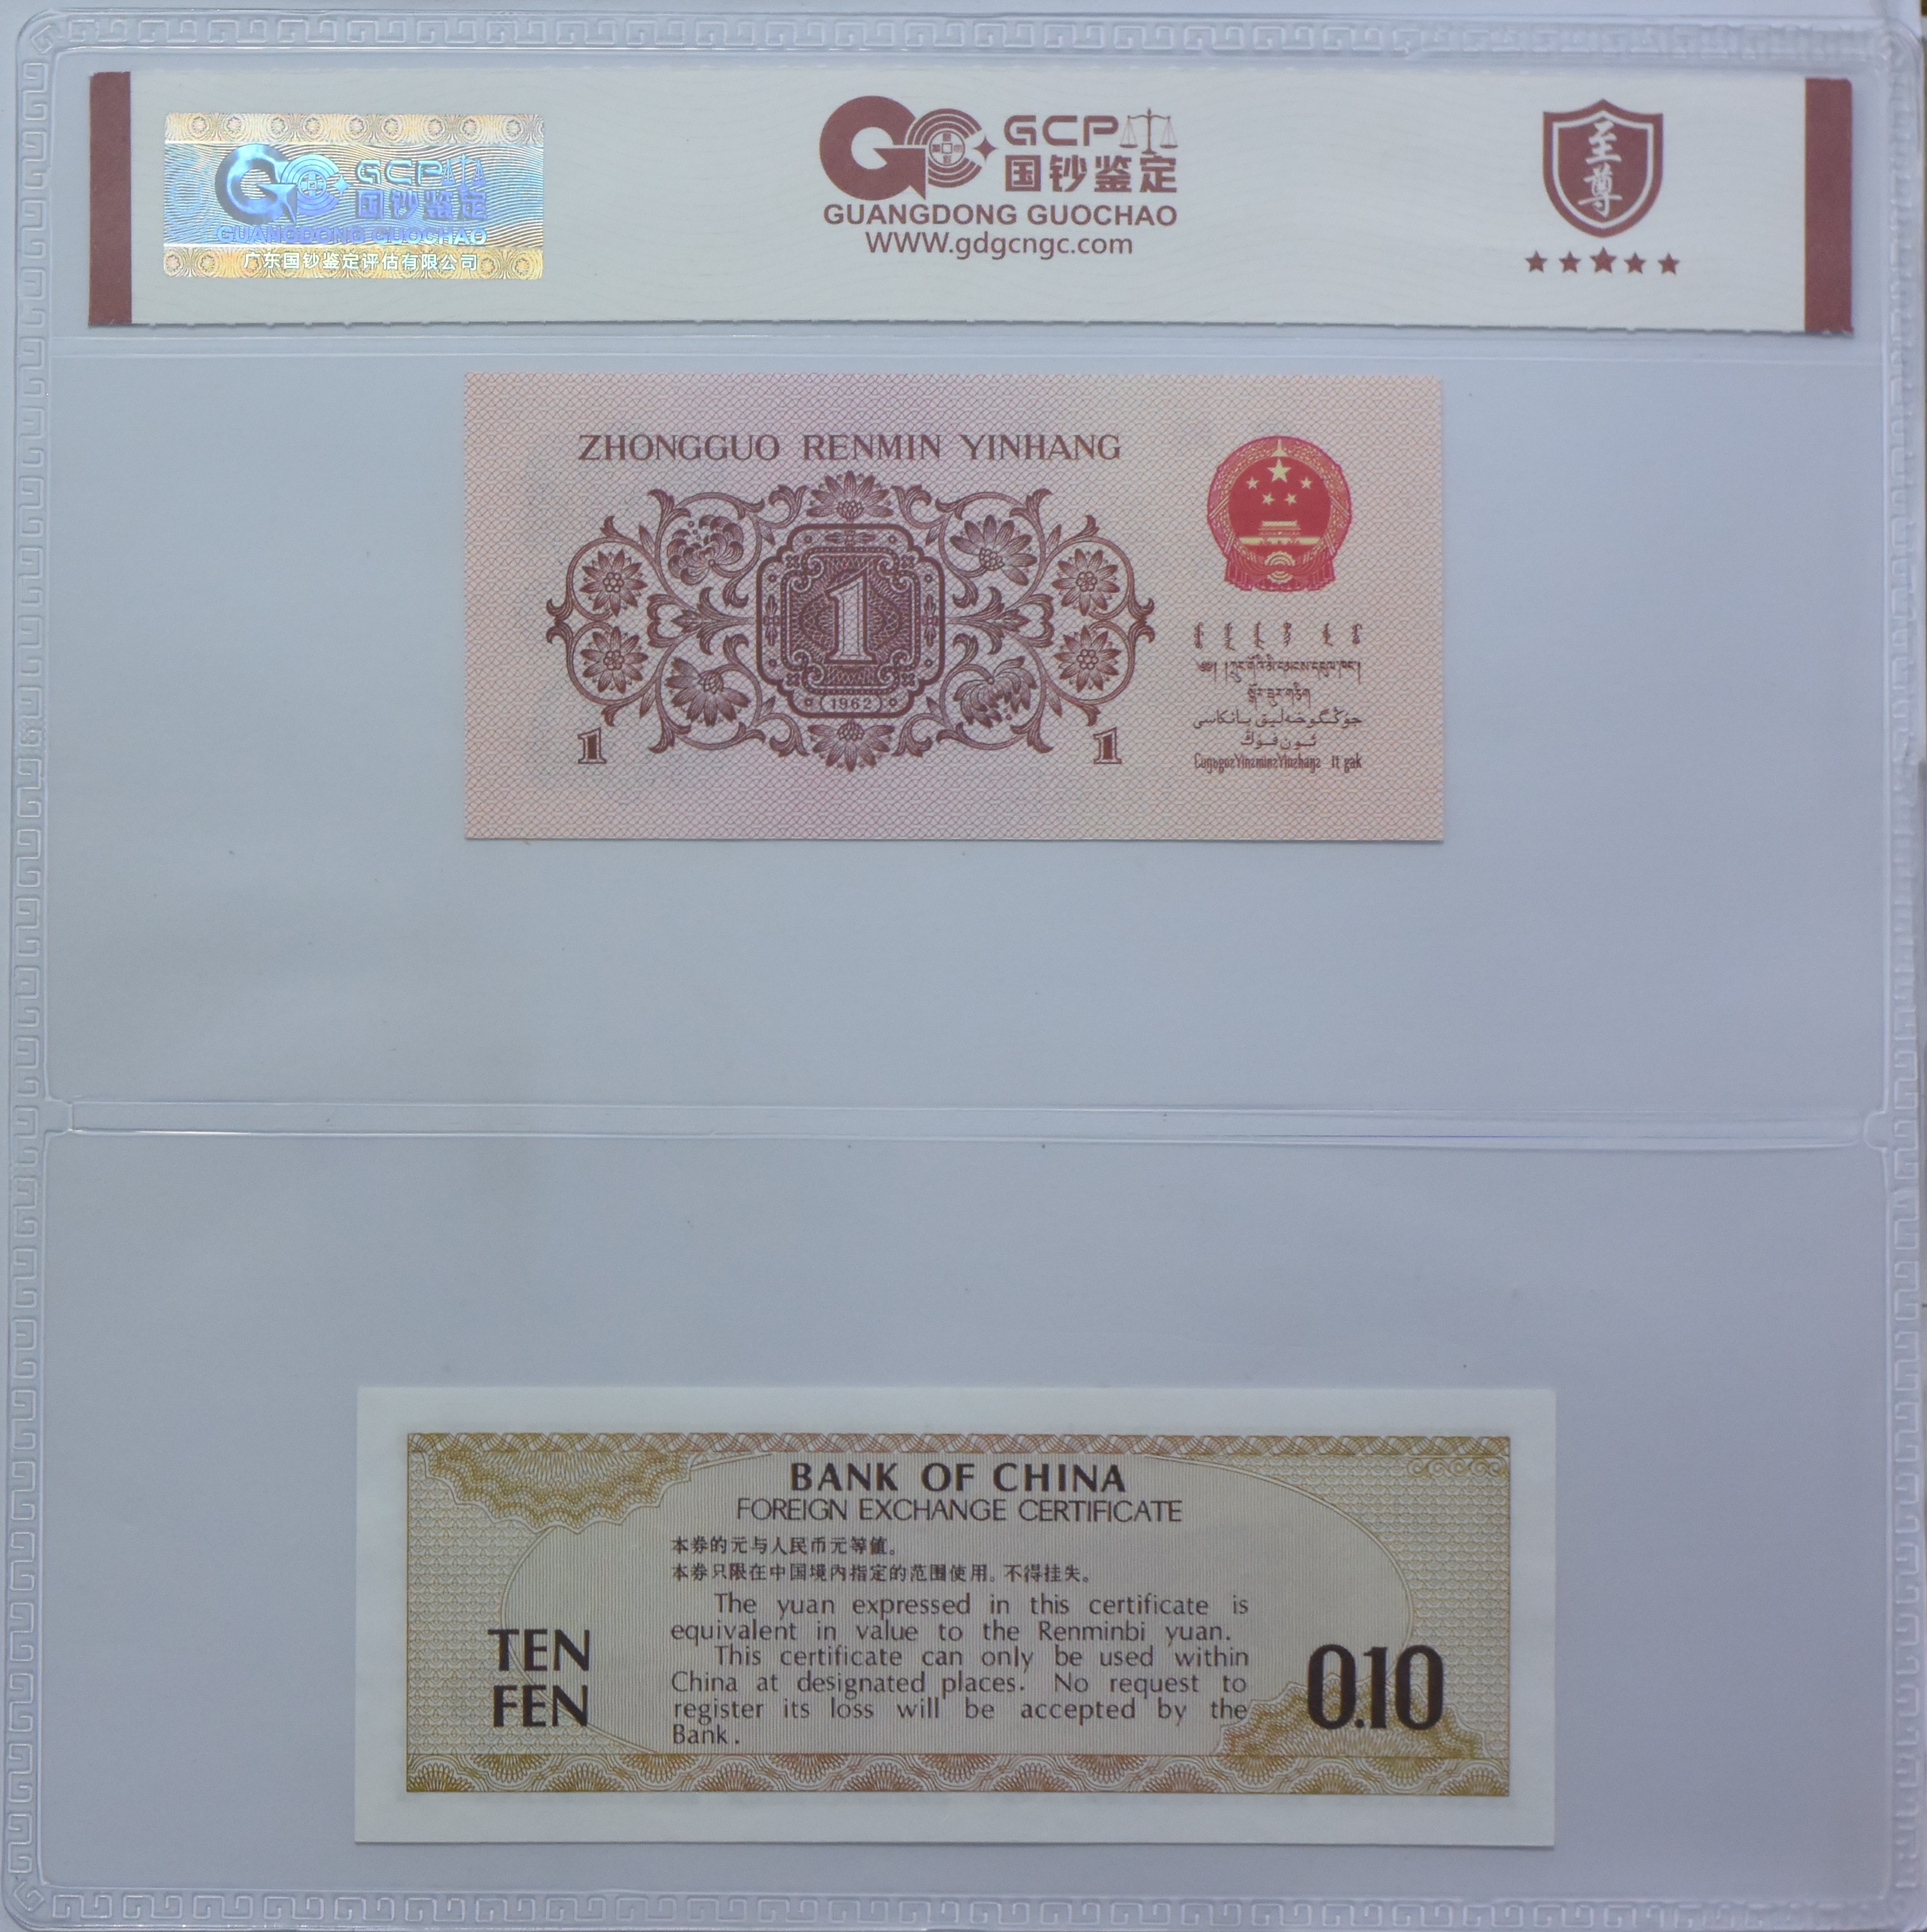 GCP
国钞鉴定
GUANGDONG GUOCHAO
广东国钞鉴定评估有限公司
GCP
国钞鉴定
GUANGDONG GUOCHAO
WWW.gdgcngc.com
至尊
ZHONGGUO RENMIN YINHANG
1
1962
1
1
BANK OF CHINA
FOREIGN EXCHANGE CERTIFICATE
本券的元与人民币元等值。
本券只限在中国境内指定的范围使用。不得挂失。
The yuan expressed in this certificate is
equivalent in value to the Renminbi yuan.
This certificate can only be used within
China at designated places. No request to
register its loss will be accepted by the
Bank.
TEN
FEN
0.10